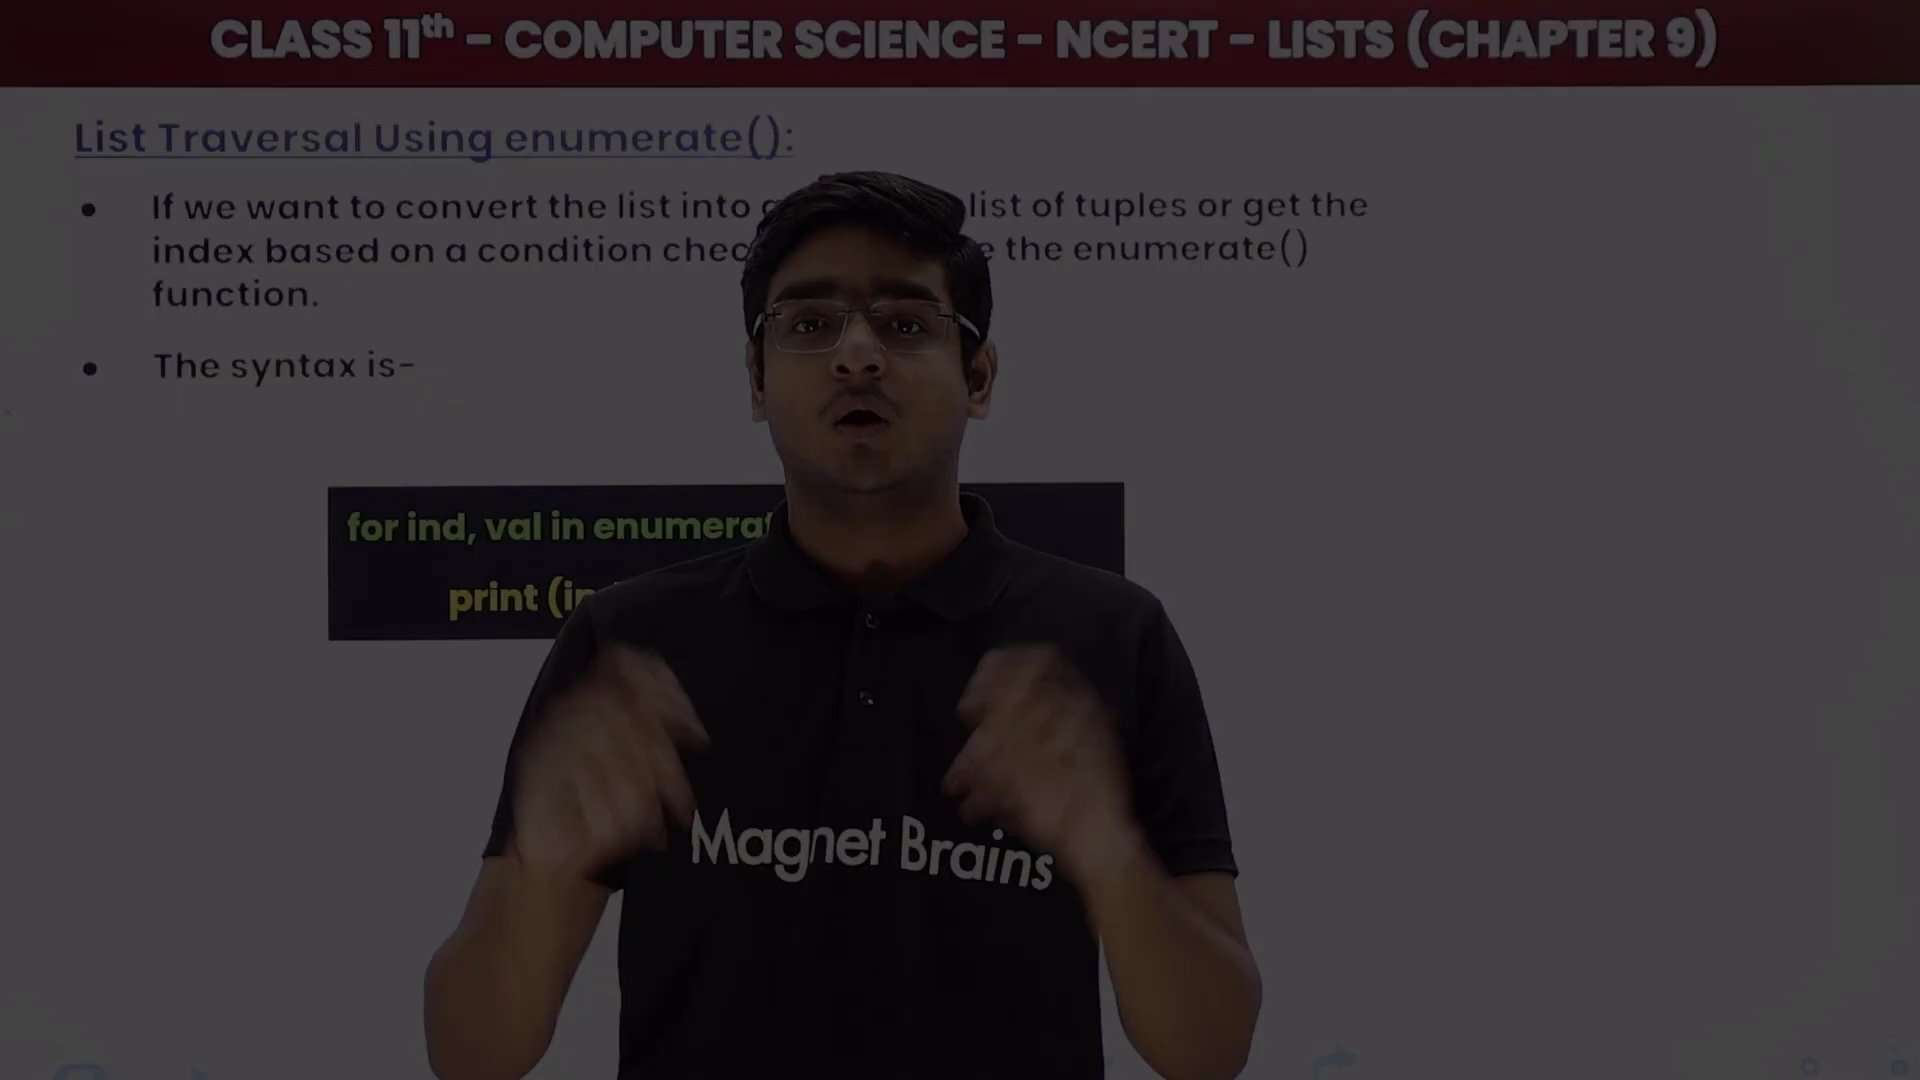 CLASS 11th - COMPUTER SCIENCE - NCERT - LISTS (CHAPTER 9)
List Traversal Using enumerate():
• If we want to convert the list into list of tuples or get the
index based on a condition the enumerate()
function.
• The syntax is-
for ind, val in
print
Magnet Brains